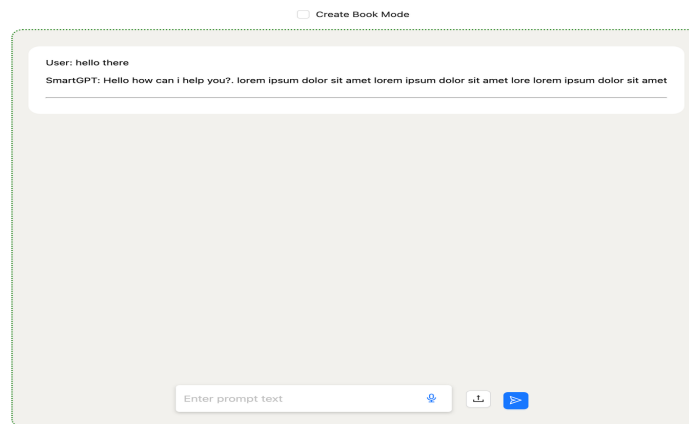 Create Book Mode
User: hello there
SmartGPT: Hello how can i help you?. lorem ipsum dolor sit amet lorem ipsum dolor sit amet lore lorem ipsum dolor sit amet
Enter prompt text